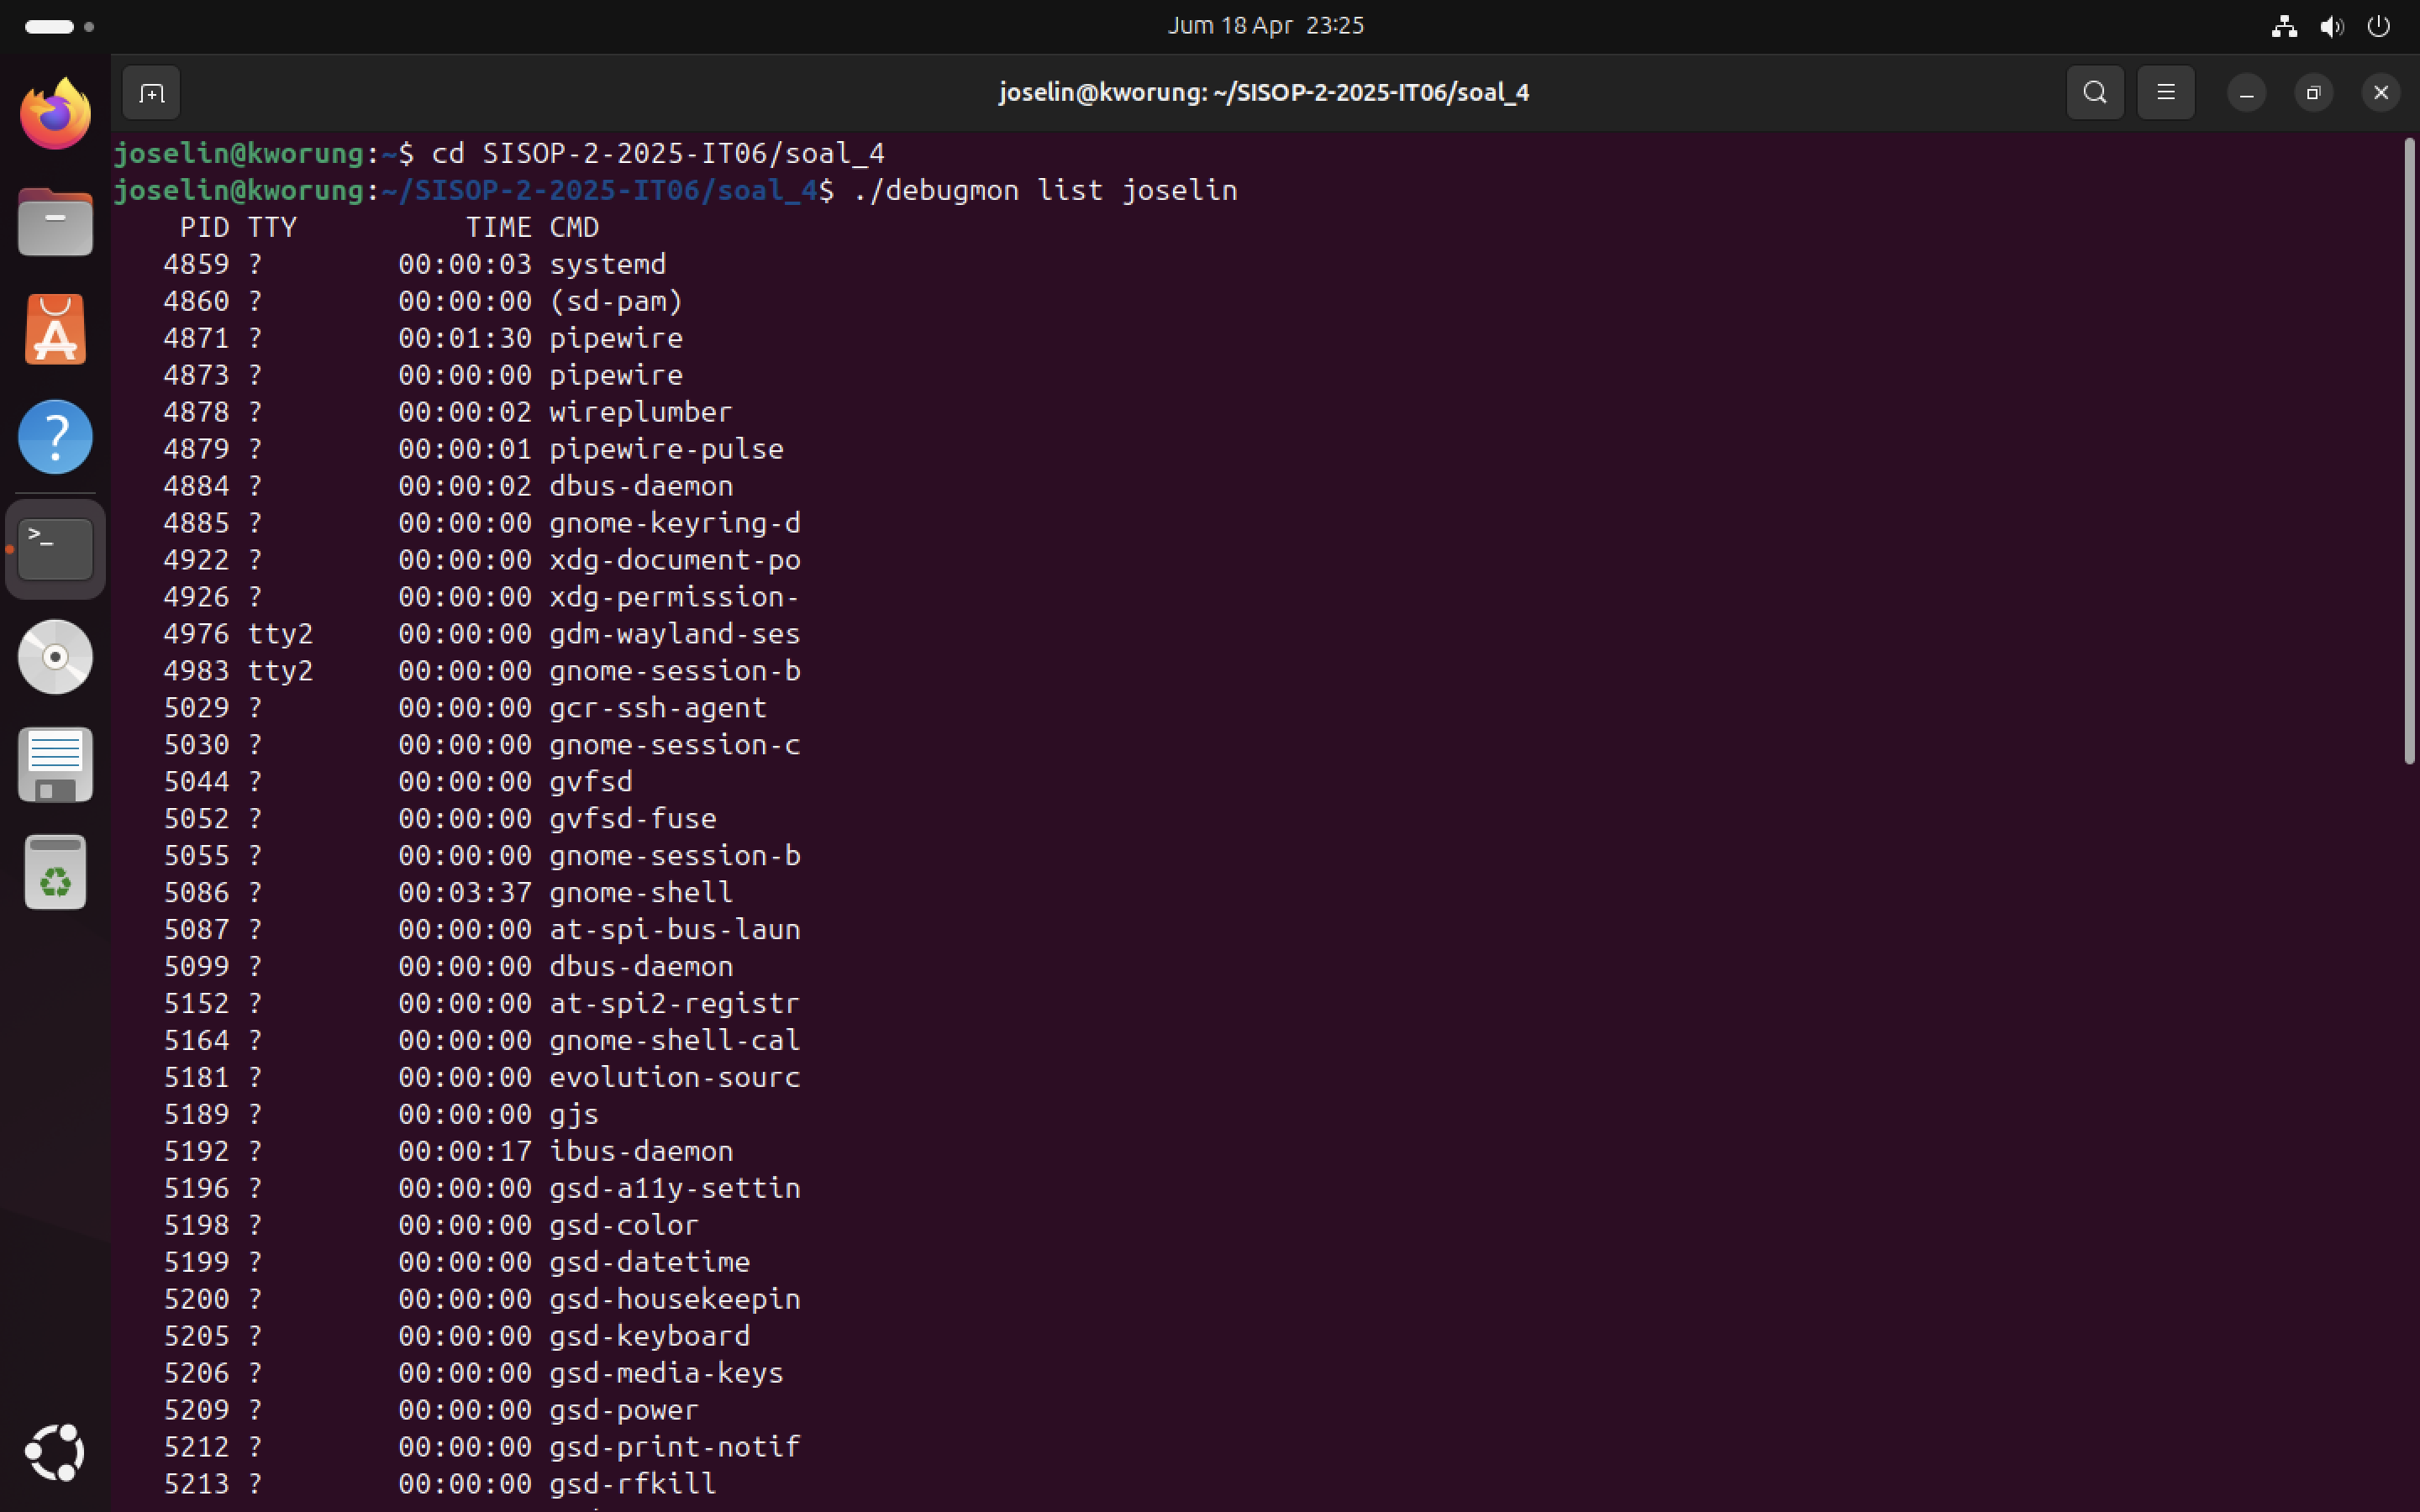 Jum 18 Apr 23:25
joselin@kworung: ~/SISOP-2-2025-IT06/soal_4
joselin@kworung:~$ cd SISOP-2-2025-IT06/soal_4
joselin@kworung:~/SISOP-2-2025-IT06/soal_4$ ./debugmon list joselin
PID TTY TIME CMD
4859 ? 00:00:03 systemd
4860 ? 00:00:00 (sd-pam)
4871 ? 00:01:30 pipewire
4873 ? 00:00:00 pipewire
4878 ? 00:00:02 wireplumber
4879 ? 00:00:01 pipewire-pulse
4884 ? 00:00:02 dbus-daemon
4885 ? 00:00:00 gnome-keyring-d
4922 ? 00:00:00 xdg-document-po
4926 ? 00:00:00 xdg-permission-
4976 tty2 00:00:00 gdm-wayland-ses
4983 tty2 00:00:00 gnome-session-b
5029 ? 00:00:00 gcr-ssh-agent
5030 ? 00:00:00 gnome-session-c
5044 ? 00:00:00 gvfsd
5052 ? 00:00:00 gvfsd-fuse
5055 ? 00:00:00 gnome-session-b
5086 ? 00:03:37 gnome-shell
5087 ? 00:00:00 at-spi-bus-laun
5099 ? 00:00:00 dbus-daemon
5152 ? 00:00:00 at-spi2-registr
5164 ? 00:00:00 gnome-shell-cal
5181 ? 00:00:00 evolution-sourc
5189 ? 00:00:00 gjs
5192 ? 00:00:17 ibus-daemon
5196 ? 00:00:00 gsd-a11y-settin
5198 ? 00:00:00 gsd-color
5199 ? 00:00:00 gsd-datetime
5200 ? 00:00:00 gsd-housekeepin
5205 ? 00:00:00 gsd-keyboard
5206 ? 00:00:00 gsd-media-keys
5209 ? 00:00:00 gsd-power
5212 ? 00:00:00 gsd-print-notif
5213 ? 00:00:00 gsd-rfkill